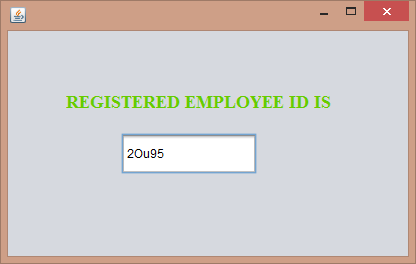 REGISTERED EMPLOYEE ID IS
2Ou95